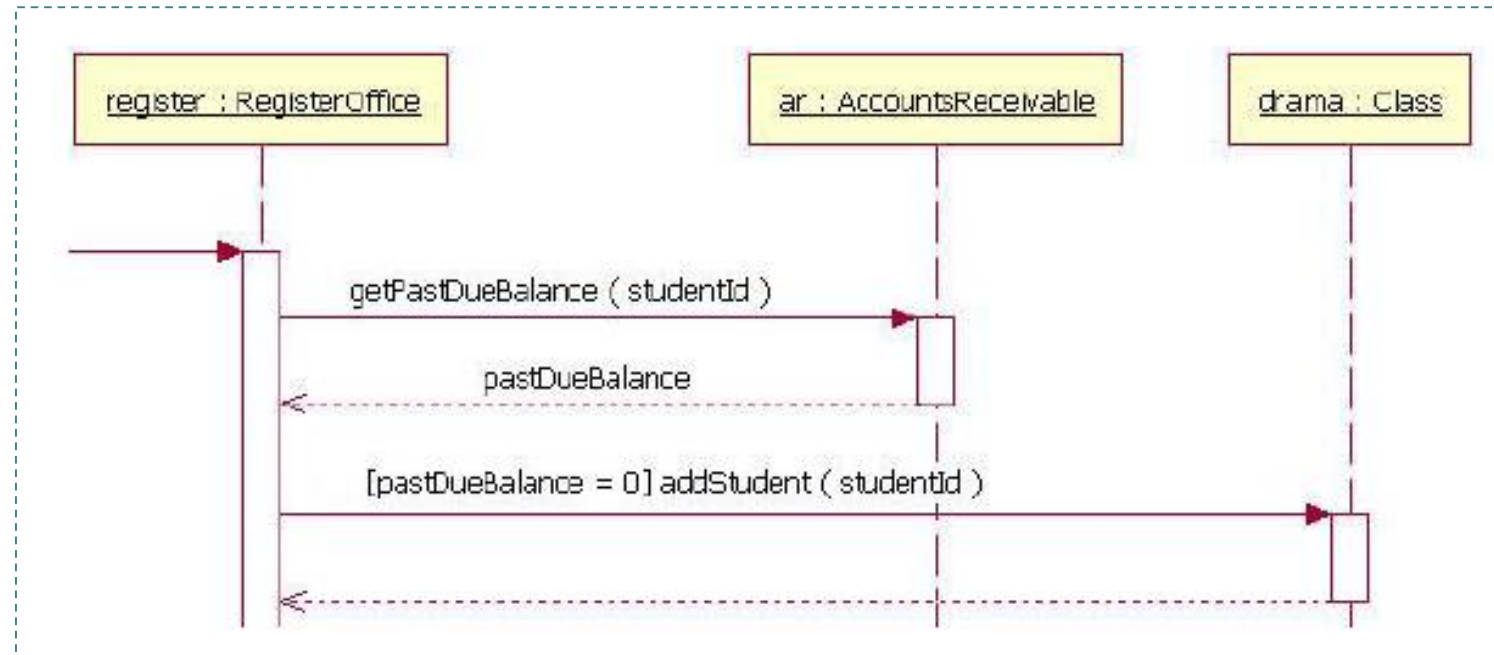 register : RegisterOffice
ar : AccountsReceivable
drama : Class
getPastDueBalance ( studentId )
pastDueBalance
[pastDueBalance = 0] addStudent ( studentId )